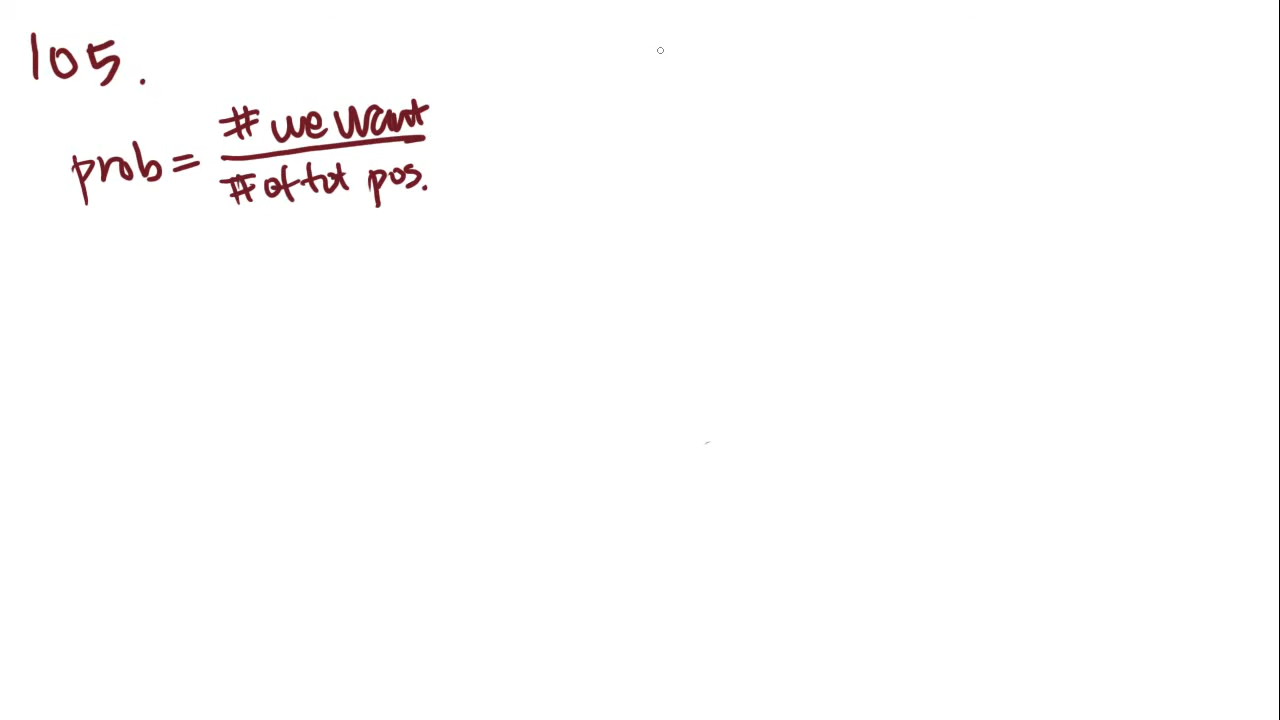 105.
prob = # we want
# of tot pos.